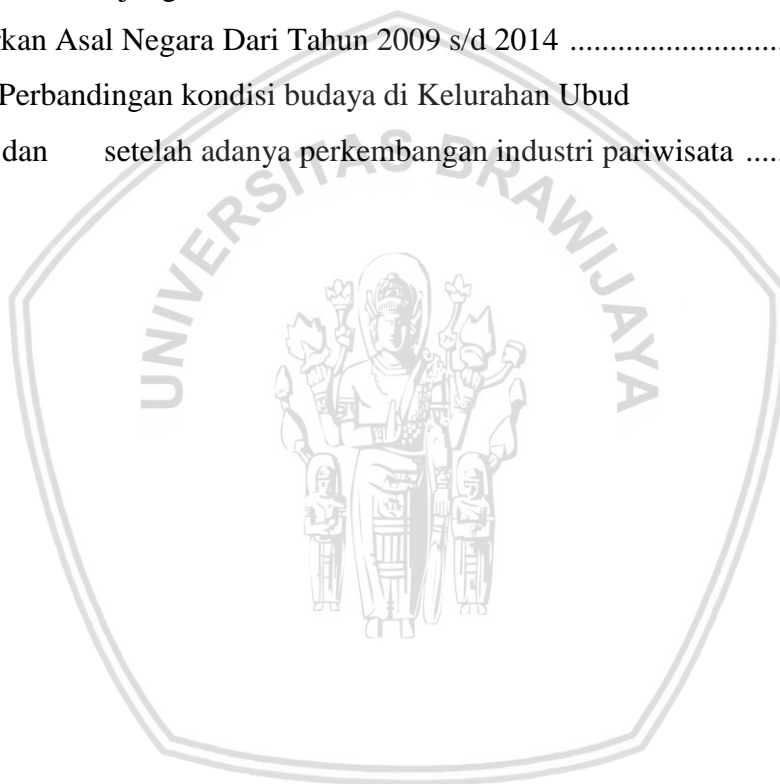 rkan Asal Negara Dari Tahun 2009 s/d 2014 ............................
Perbandingan kondisi budaya di Kelurahan Ubud
dan setelah adanya perkembangan industri pariwisata .....
UNIVERSITAS BRAWIJAYA